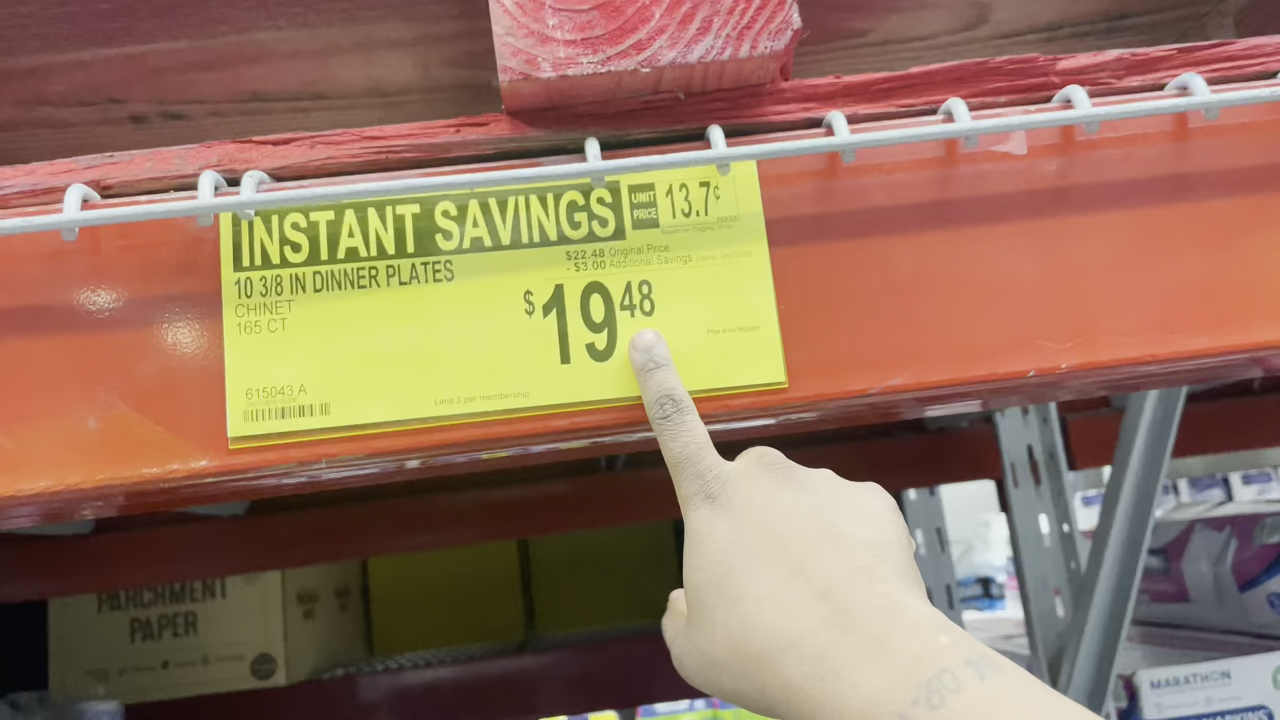 INSTANT SAVINGS
UNIT PRICE
13.7¢
$22.48 Original Price
- $3.00 Additional Savings
10 3/8 IN DINNER PLATES
CHINET
165 CT
$19.48
615043 A
Limit 3 per membership
PARCHMENT
PAPER
MARATHON